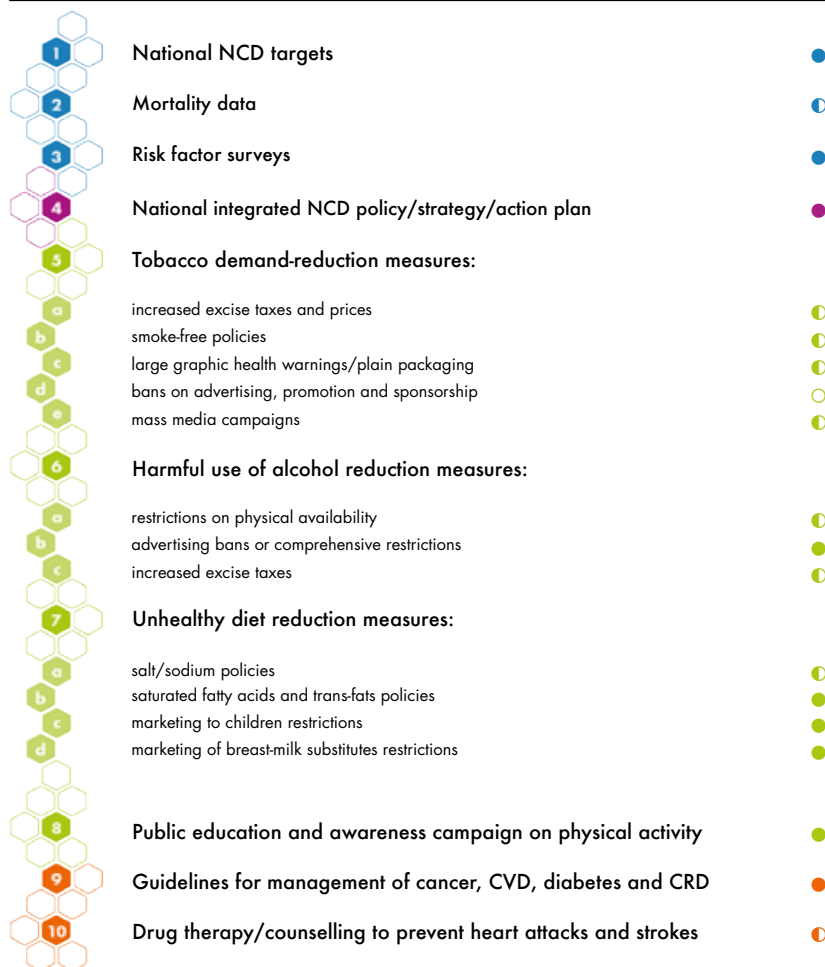 1 National NCD targets ●
2 Mortality data ◐
3 Risk factor surveys ●
4 National integrated NCD policy/strategy/action plan ●
5 Tobacco demand-reduction measures:
a increased excise taxes and prices ◐
b smoke-free policies ◐
c large graphic health warnings/plain packaging ◐
d bans on advertising, promotion and sponsorship ○
e mass media campaigns ◐
6 Harmful use of alcohol reduction measures:
a restrictions on physical availability ◐
b advertising bans or comprehensive restrictions ●
c increased excise taxes ◐
7 Unhealthy diet reduction measures:
a salt/sodium policies ◐
b saturated fatty acids and trans-fats policies ●
c marketing to children restrictions ●
d marketing of breast-milk substitutes restrictions ●
8 Public education and awareness campaign on physical activity ●
9 Guidelines for management of cancer, CVD, diabetes and CRD ●
10 Drug therapy/counselling to prevent heart attacks and strokes ◐